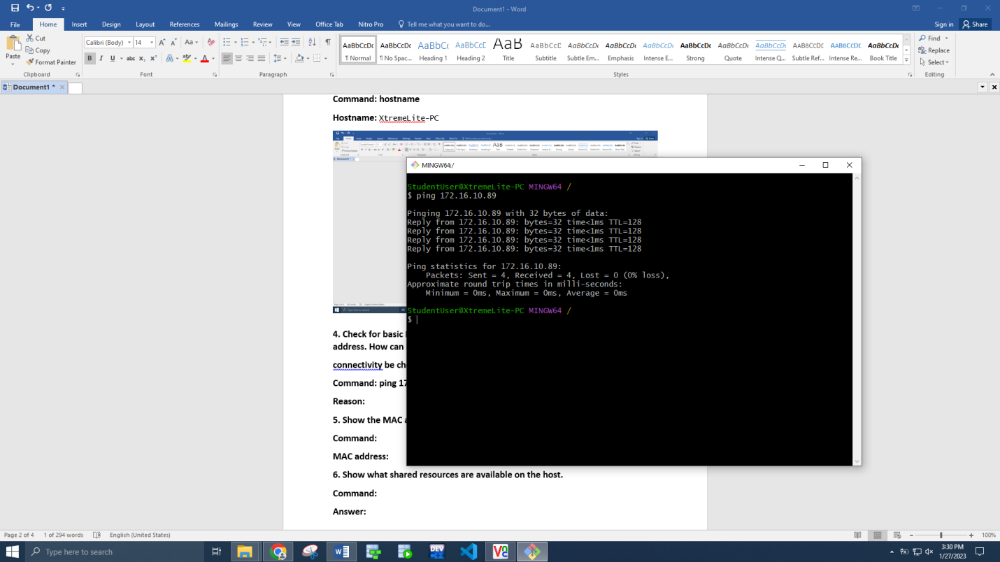 Document1 - Word
File Home Insert Design Layout References Mailings Review View Office Tab Nitro Pro Tell me what you want to do... Sign in Share
Paste
Cut
Copy
Format Painter
Clipboard
Calibri (Body) 14
Font
Paragraph
AaBbCcDc AaBbCcDc AaBbCc AaBbCcD AaB AaBbCcD AaBbCcDc AaBbCcDc AaBbCcDc AaBbCcDc AaBbCcDc AaBbCcDc AABBCCDC AABBCCDC AaBbCcDc
¶ Normal ¶ No Spac... Heading 1 Heading 2 Title Subtitle Subtle Em... Emphasis Intense E... Strong Quote Intense Q... Subtle Ref... Intense Re... Book Title
Styles
Find
Replace
Select
Editing
Document1 *
Command: hostname
Hostname: XtremeLite-PC
MINGW64:/
StudentUser@XtremeLite-PC MINGW64 /
$ ping 172.16.10.89
Pinging 172.16.10.89 with 32 bytes of data:
Reply from 172.16.10.89: bytes=32 time<1ms TTL=128
Reply from 172.16.10.89: bytes=32 time<1ms TTL=128
Reply from 172.16.10.89: bytes=32 time<1ms TTL=128
Reply from 172.16.10.89: bytes=32 time<1ms TTL=128
Ping statistics for 172.16.10.89:
Packets: Sent = 4, Received = 4, Lost = 0 (0% loss),
Approximate round trip times in milli-seconds:
Minimum = 0ms, Maximum = 0ms, Average = 0ms
StudentUser@XtremeLite-PC MINGW64 /
$
4. Check for basic
address. How can
connectivity be
Command: ping
Reason:
5. Show the MAC
Command:
MAC address:
6. Show what shared resources are available on the host.
Command:
Answer:
Page 2 of 4 1 of 294 words English (United States) 100%
Type here to search
3:30 PM
1/27/2023